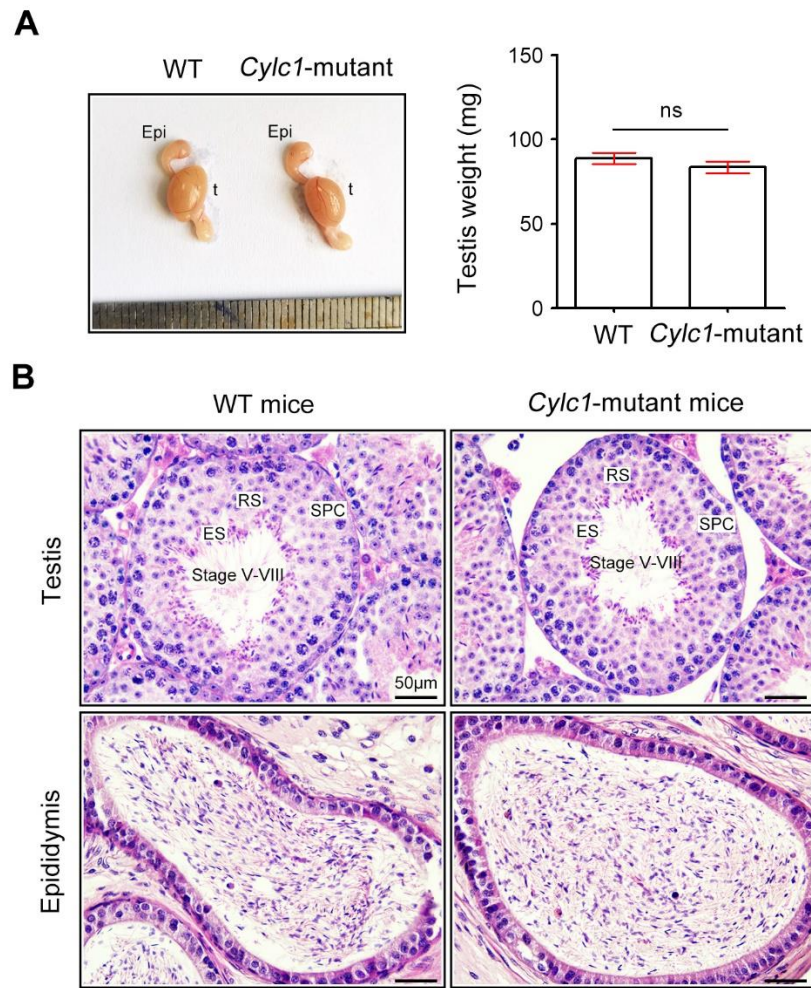 A
WT Cylc1-mutant
Epi Epi
t t
Testis weight (mg)
150
100
50
0
ns
WT Cylc1-mutant
B
WT mice Cylc1-mutant mice
Testis
RS
SPC
ES
Stage V-VIII
50μm
RS
SPC
ES
Stage V-VIII
Epididymis